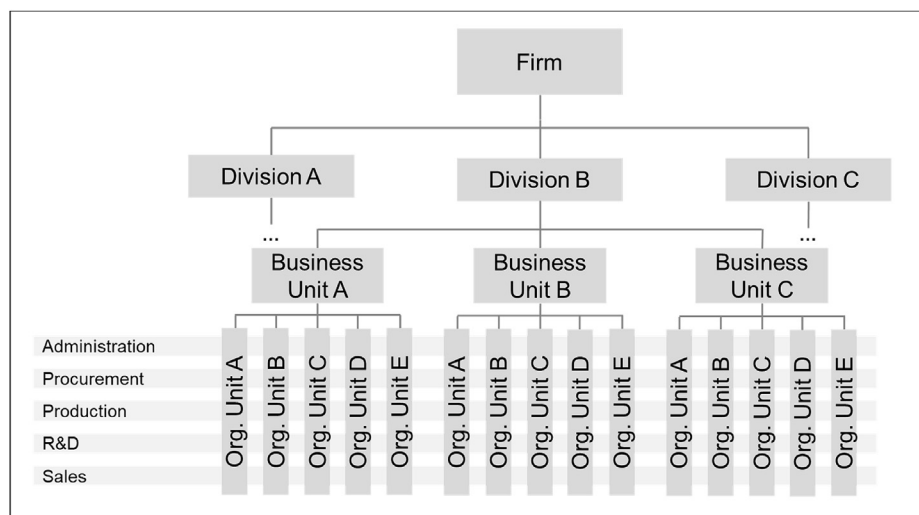 Firm
Division A
Division B
Division C
...
...
Business
Unit A
Business
Unit B
Business
Unit C
Org. Unit A
Org. Unit B
Org. Unit C
Org. Unit D
Org. Unit E
Org. Unit A
Org. Unit B
Org. Unit C
Org. Unit D
Org. Unit E
Org. Unit A
Org. Unit B
Org. Unit C
Org. Unit D
Org. Unit E
Administration
Procurement
Production
R&D
Sales